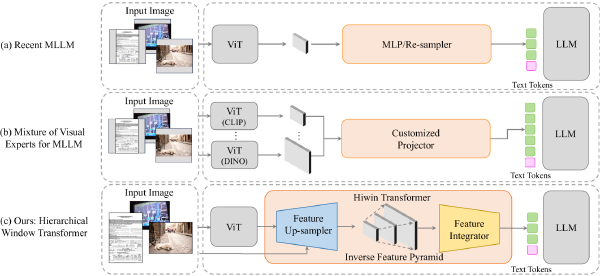 Input Image
(a) Recent MLLM
ViT
MLP/Re-sampler
LLM
Text Tokens
Input Image
(b) Mixture of Visual
Experts for MLLM
ViT
(CLIP)
ViT
(DINO)
Customized
Projector
LLM
Text Tokens
Input Image
(c) Ours: Hierarchical
Window Transformer
ViT
Hiwin Transformer
Feature
Up-sampler
Feature
Integrator
Inverse Feature Pyramid
LLM
Text Tokens